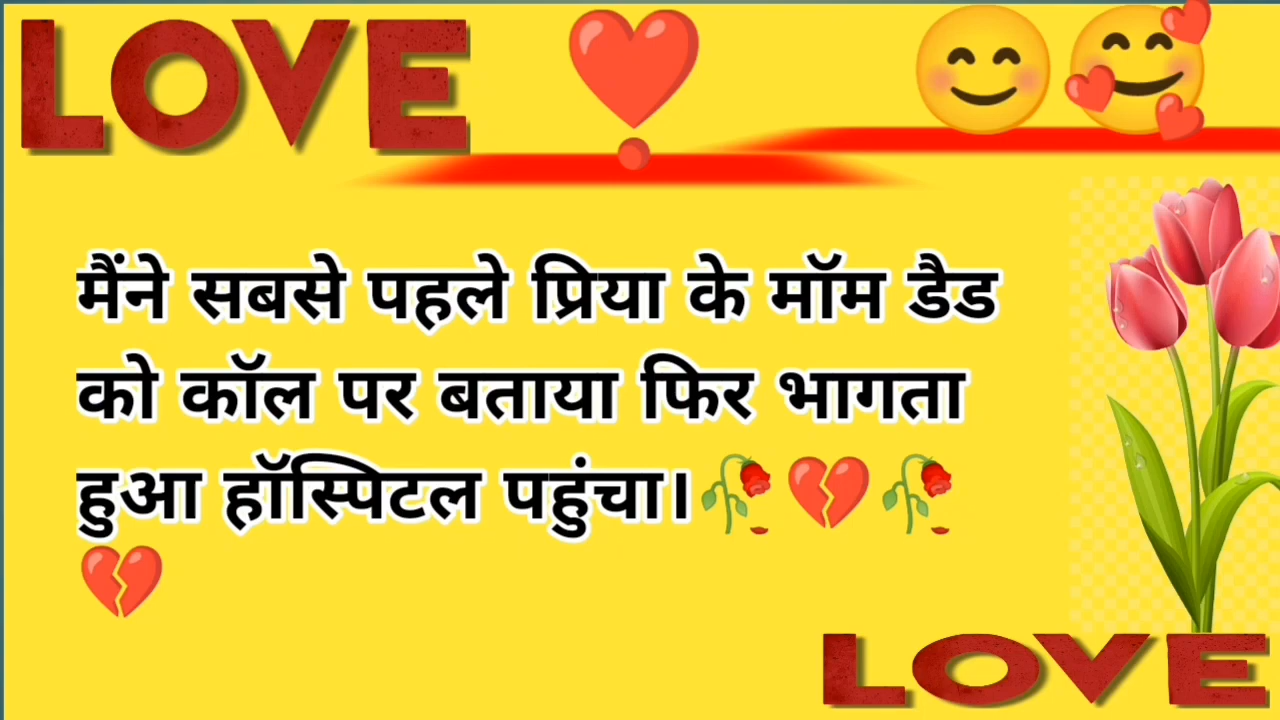 LOVE ❣️ 😊🥰
मैंने सबसे पहले प्रिया के मॉम डैड
को कॉल पर बताया फिर भागता
हुआ हॉस्पिटल पहुंचा।🥀💔🥀
💔
LOVE